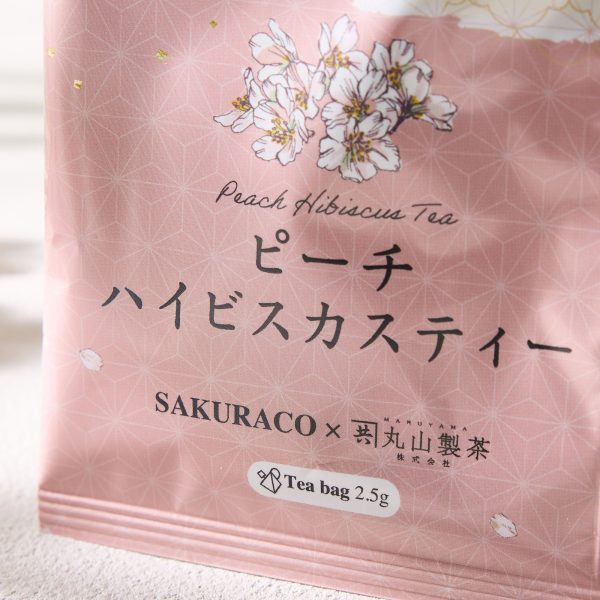 Peach Hibiscus Tea
ピーチ
ハイビスカスティー
SAKURACO × 共 MARUYAMA 丸山製茶 株式会社
Tea bag 2.5g